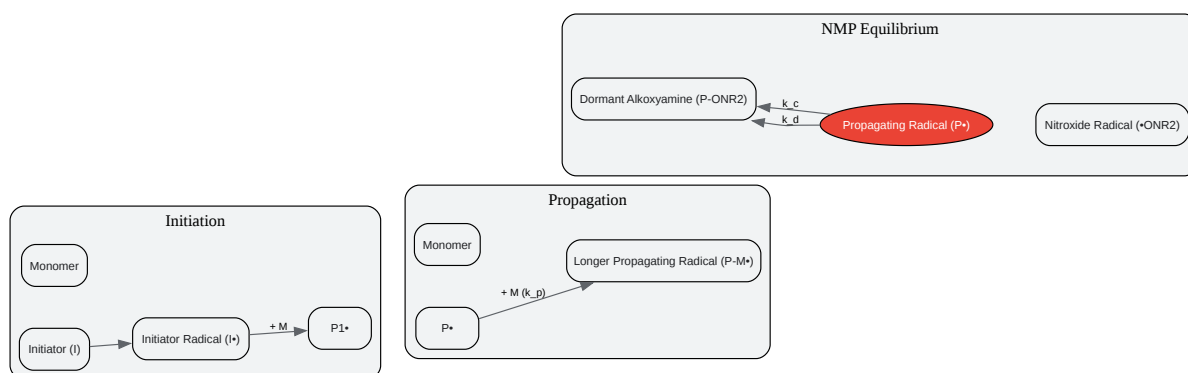 NMP Equilibrium
Dormant Alkoxyamine (P-ONR2)
k_c
k_d
Propagating Radical (P•)
Nitroxide Radical (•ONR2)
Initiation
Monomer
Initiator (I)
Initiator Radical (I•)
+ M
P1•
Propagation
Monomer
Longer Propagating Radical (P-M•)
+ M (k_p)
P•